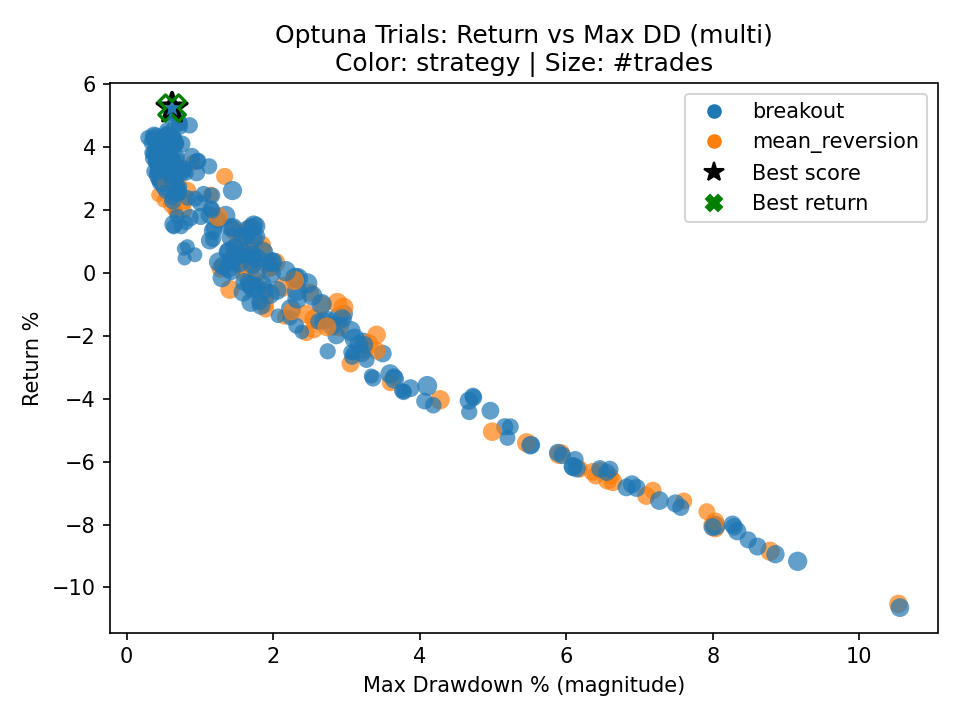 Optuna Trials: Return vs Max DD (multi)
Color: strategy | Size: #trades
breakout
mean_reversion
Best score
Best return
Return %
6
4
2
0
−2
−4
−6
−8
−10
0 2 4 6 8 10
Max Drawdown % (magnitude)